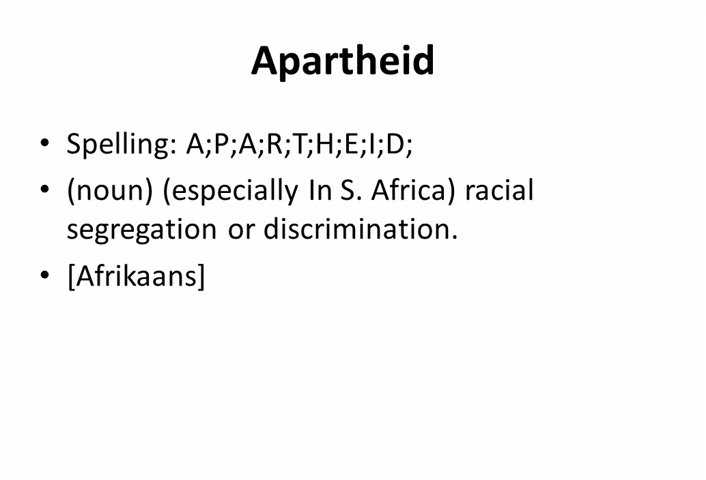 Apartheid
• Spelling: A;P;A;R;T;H;E;I;D;
• (noun) (especially In S. Africa) racial
segregation or discrimination.
• [Afrikaans]